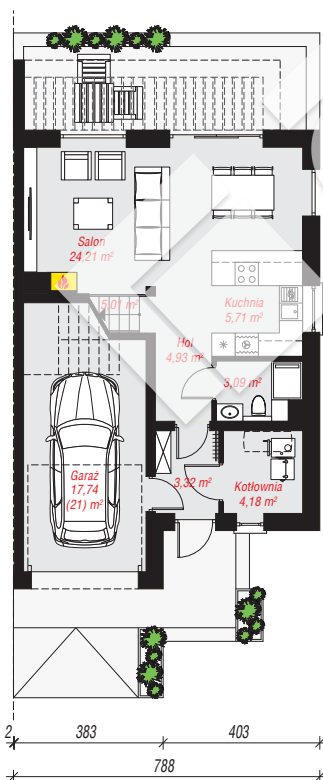 Salon
24,21 m²
5,01 m²
Kuchnia
5,71 m²
Hol
4,93 m²
3,09 m²
Garaż
17,74
(21) m²
3,32 m²
Kotłownia
4,18 m²
2 383 403
788